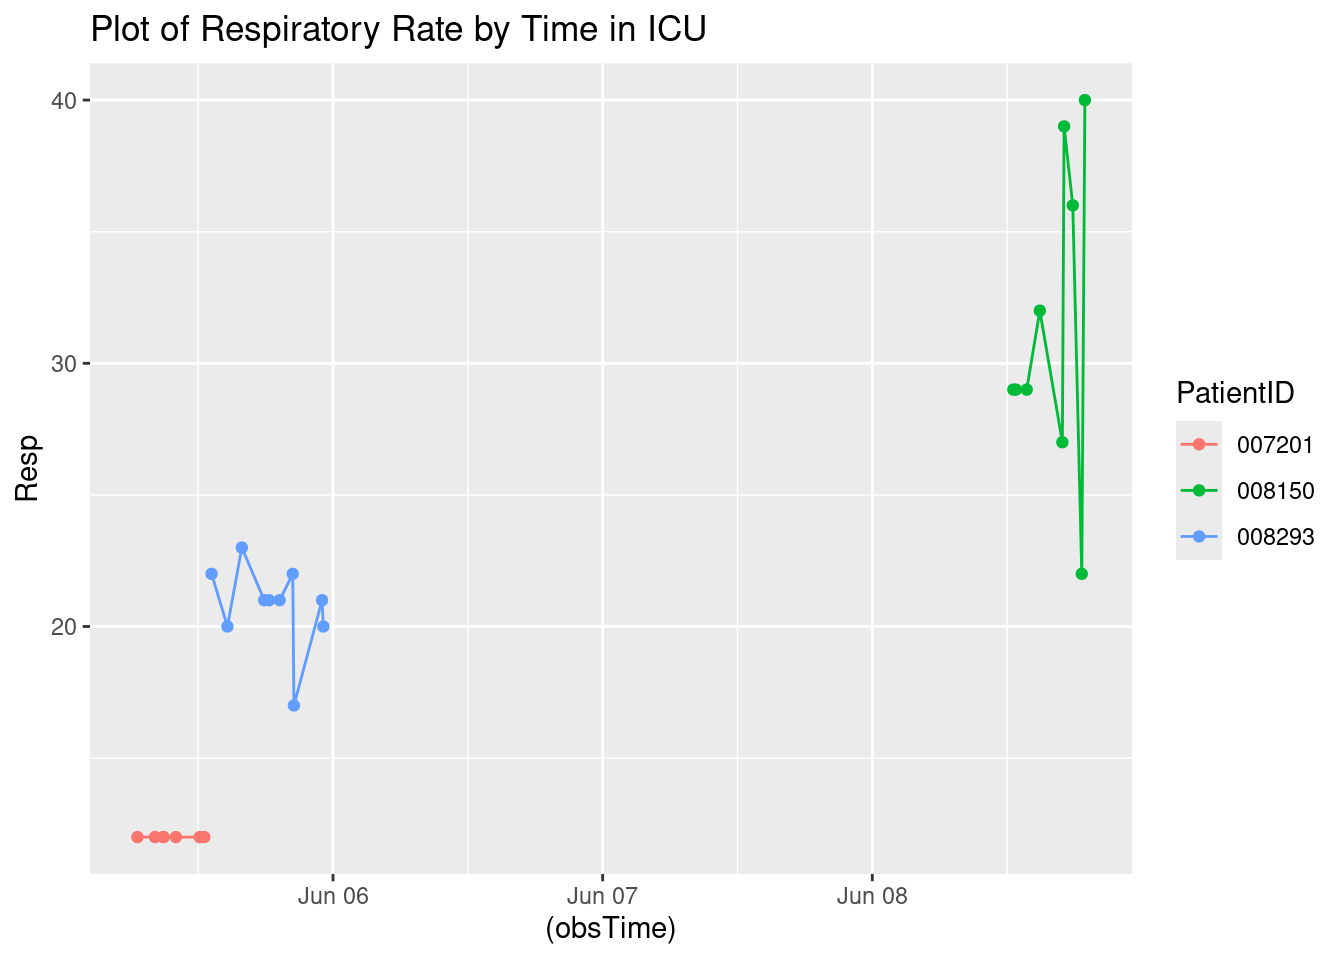 Plot of Respiratory Rate by Time in ICU
40
30
20
Resp
Jun 06 Jun 07 Jun 08
(obsTime)
PatientID
007201
008150
008293